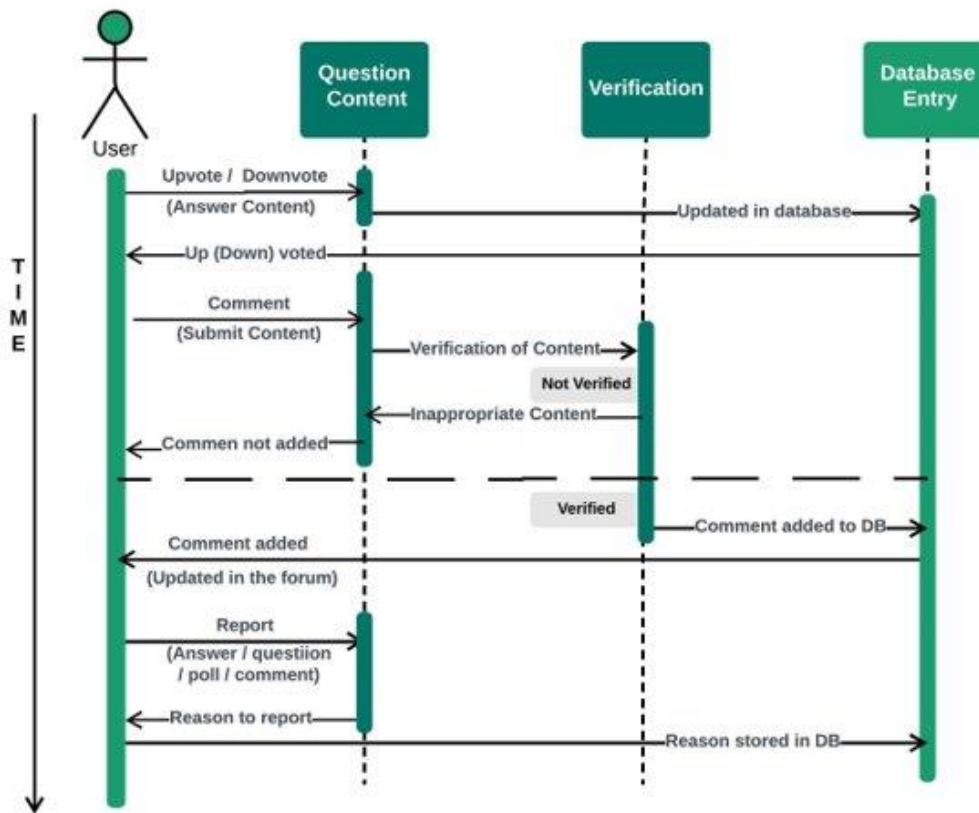 Question
Content
Verification
Database
Entry
User
Upvote / Downvote
(Answer Content)
Updated in database
Up (Down) voted
T
I
M
E
Comment
(Submit Content)
Verification of Content
Not Verified
Inappropriate Content
Commen not added
Verified
Comment added to DB
Comment added
(Updated in the forum)
Report
(Answer / questiion
/ poll / comment)
Reason to report
Reason stored in DB